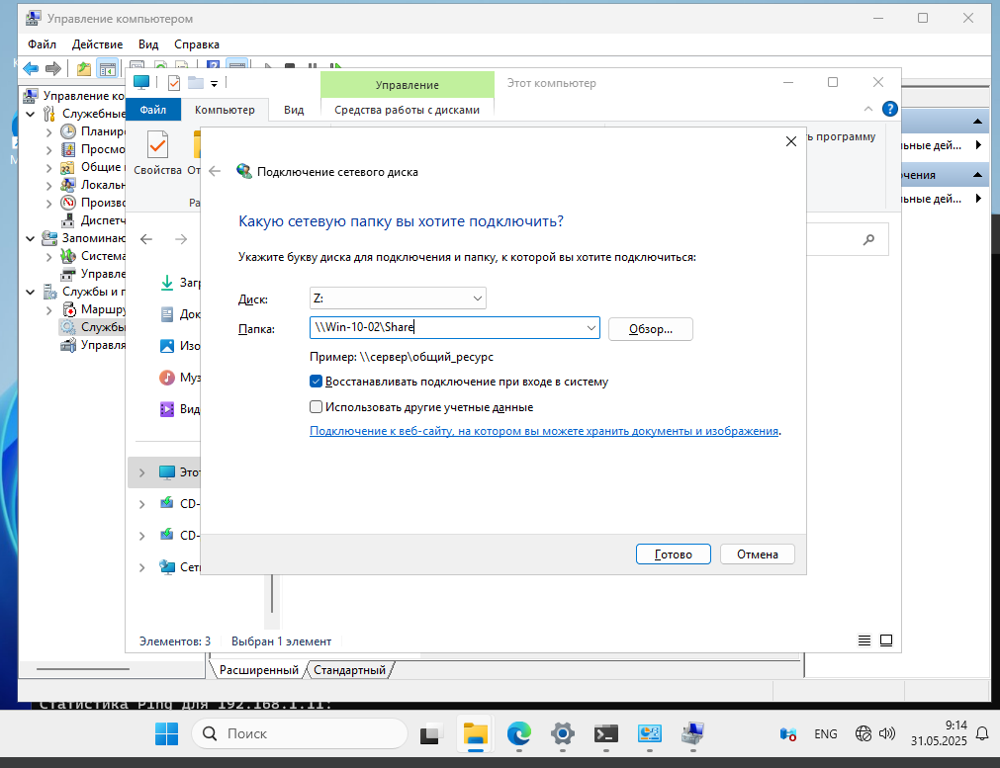 Управление компьютером
Файл Действие Вид Справка
Управление
Этот компьютер
Файл Компьютер Вид Средства работы с дисками
Управление ко
Служебные
Планир
Просмо
Общие
Локаль
Произво
Диспетч
Запоминаю
Система
Управле
Службы и п
Маршру
Службы
Управля
Свойства От
ь программу
льные дей...
чения
льные дей...
Подключение сетевого диска
Какую сетевую папку вы хотите подключить?
Укажите букву диска для подключения и папку, к которой вы хотите подключиться:
Диск: Z:
Папка: \\Win-10-02\Share Обзор...
Пример: \\сервер\общий_ресурс
Восстанавливать подключение при входе в систему
Использовать другие учетные данные
Подключение к веб-сайту, на котором вы можете хранить документы и изображения.
Готово Отмена
Загр
Док
Изо
Муз
Вид
Этот
CD-
CD-
Сеть
Элементов: 3 Выбран 1 элемент
Расширенный Стандартный
Статистика Ping для 192.168.1.11:
Поиск
ENG
9:14
31.05.2025